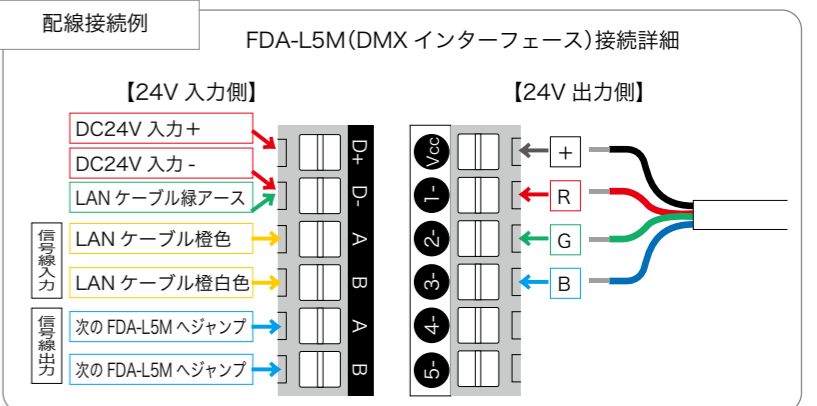 配線接続例
FDA-L5M(DMX インターフェース)接続詳細
【24V 入力側】
DC24V 入力＋
DC24V 入力 -
LAN ケーブル緑アース
信号線入力
LAN ケーブル橙色
LAN ケーブル橙白色
信号線出力
次の FDA-L5M へジャンプ
次の FDA-L5M へジャンプ
D+
D-
A
B
A
B
【24V 出力側】
Vcc
1-
2-
3-
4-
5-
+
R
G
B